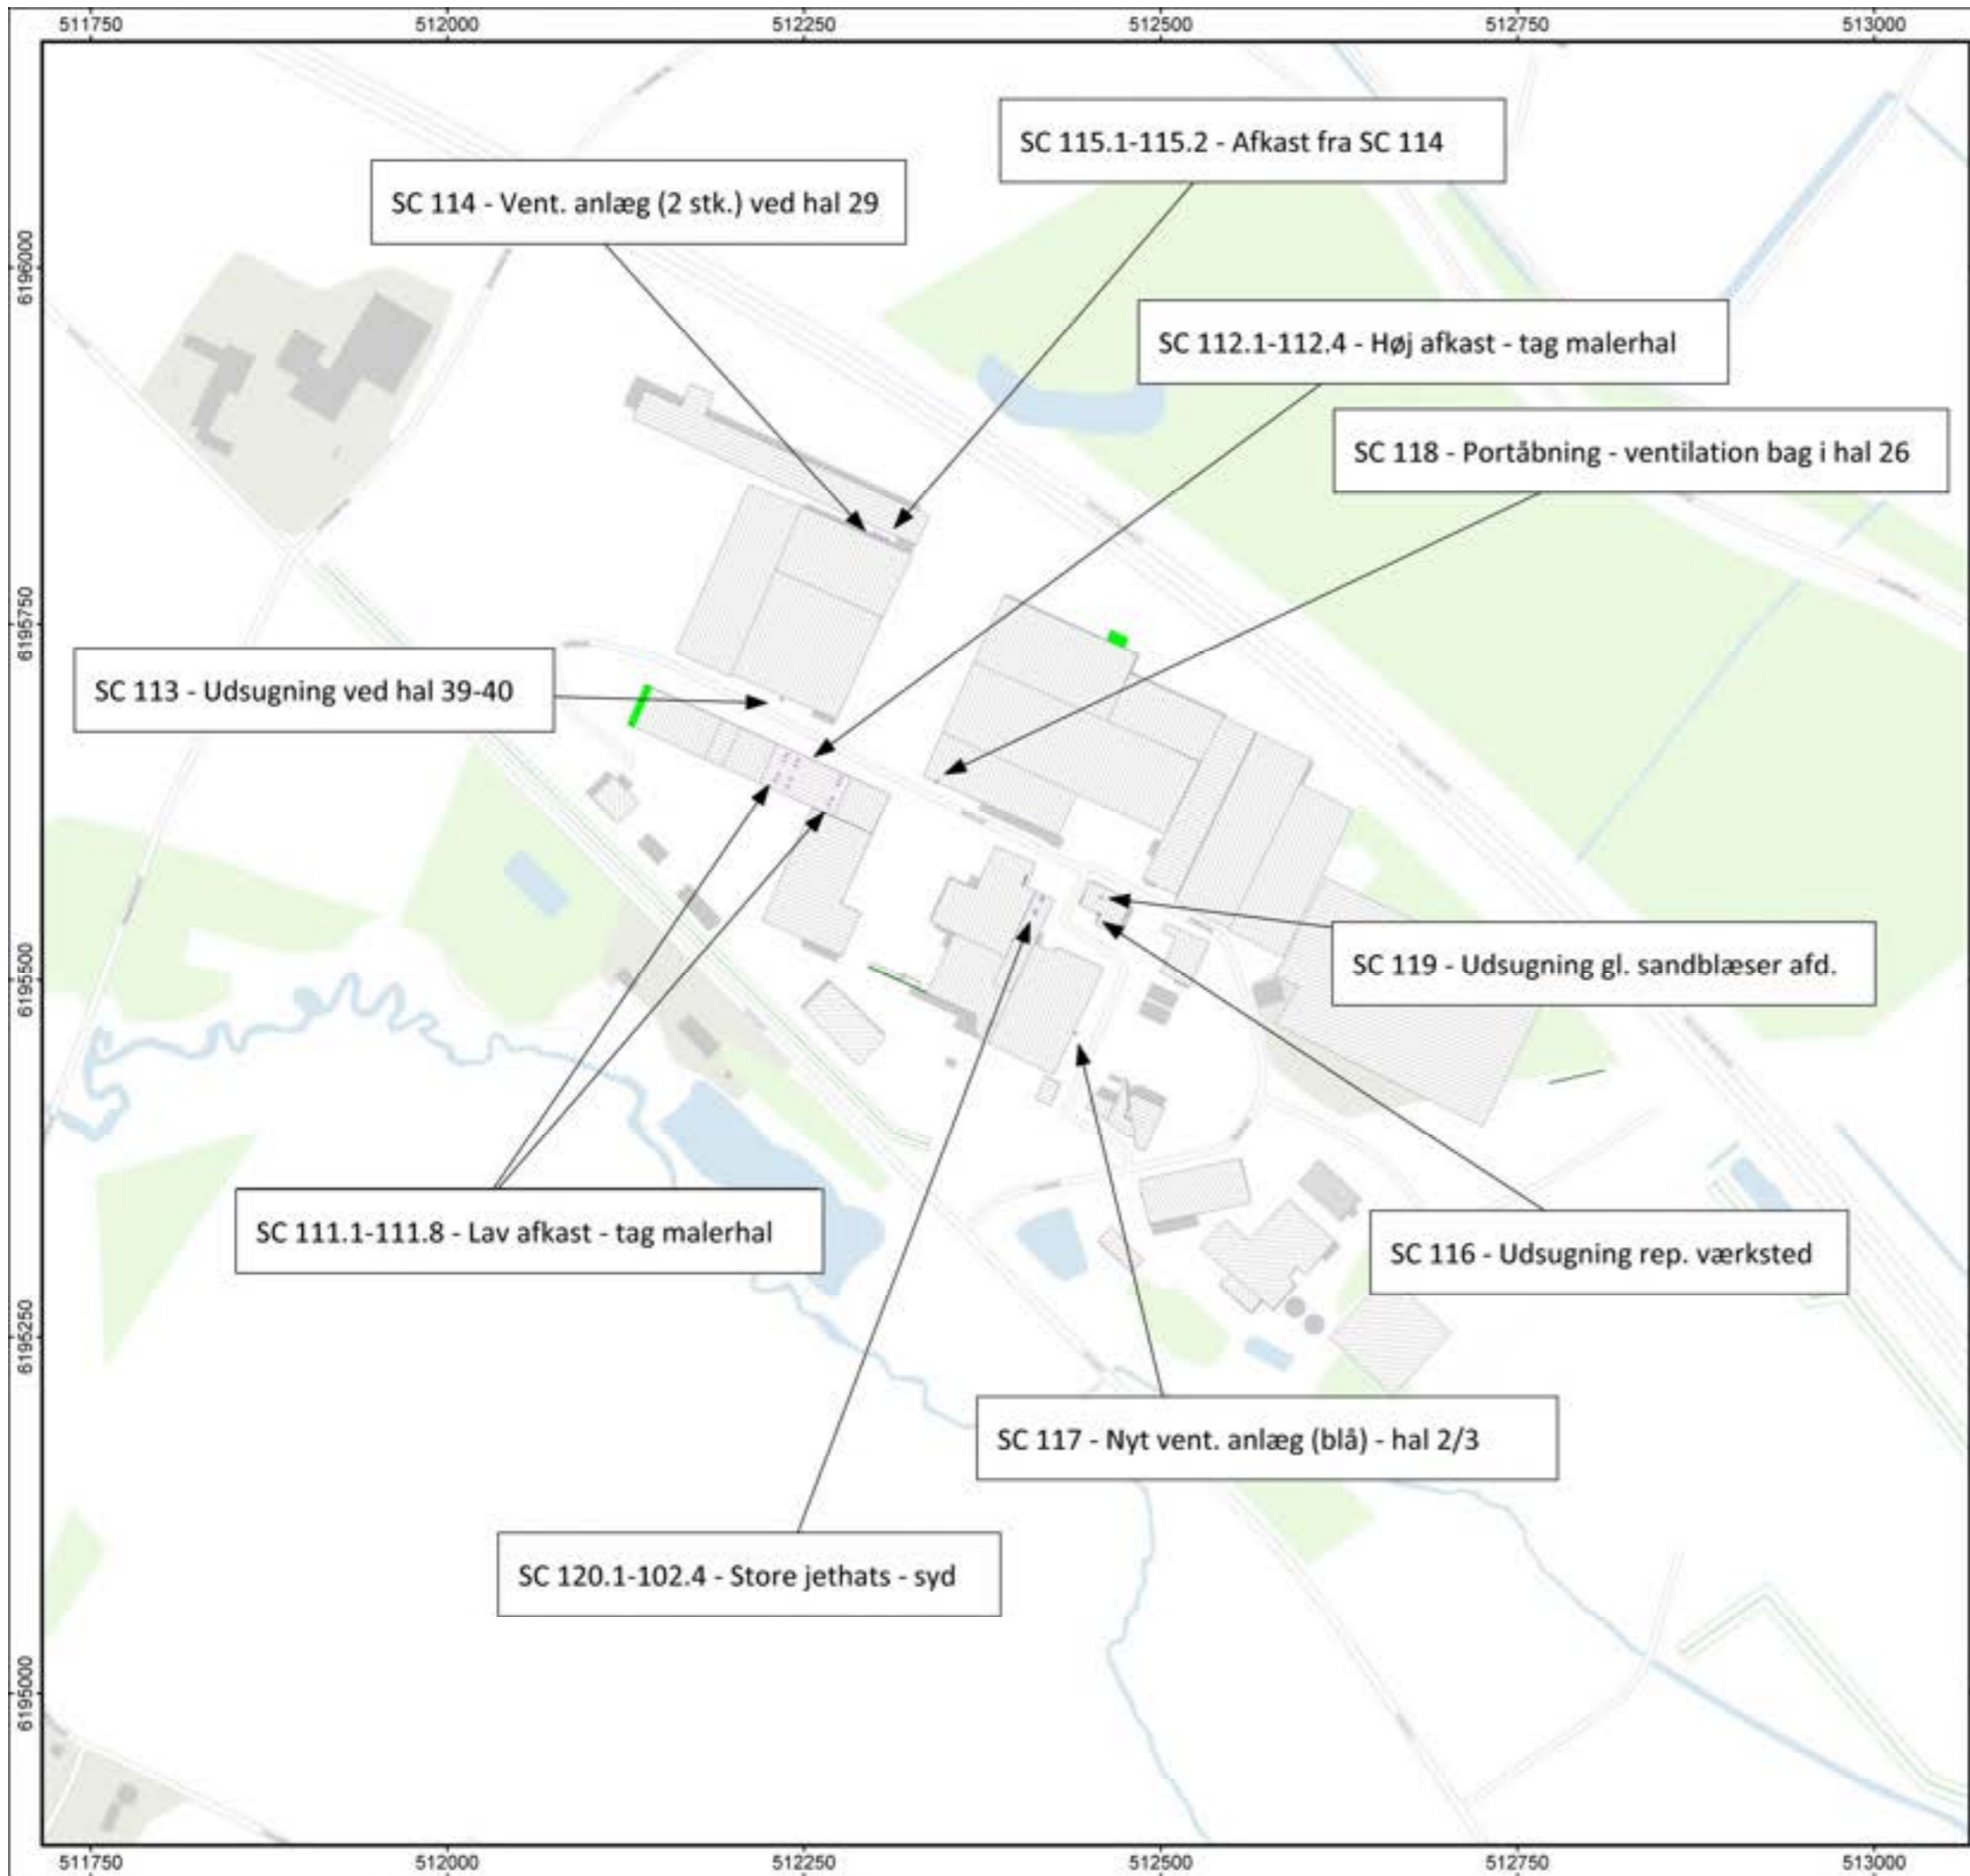 511750 512000 512250 512500 512750 513000
SC 115.1-115.2 - Afkast fra SC 114
SC 114 - Vent. anlæg (2 stk.) ved hal 29
6196000
SC 112.1-112.4 - Høj afkast - tag malerhal
SC 118 - Portåbning - ventilation bag i hal 26
6195750
SC 113 - Udsugning ved hal 39-40
SC 119 - Udsugning gl. sandblæser afd.
6195500
SC 111.1-111.8 - Lav afkast - tag malerhal
SC 116 - Udsugning rep. værksted
6195250
SC 117 - Nyt vent. anlæg (blå) - hal 2/3
SC 120.1-102.4 - Store jethats - syd
6195000
511750 512000 512250 512500 512750 513000